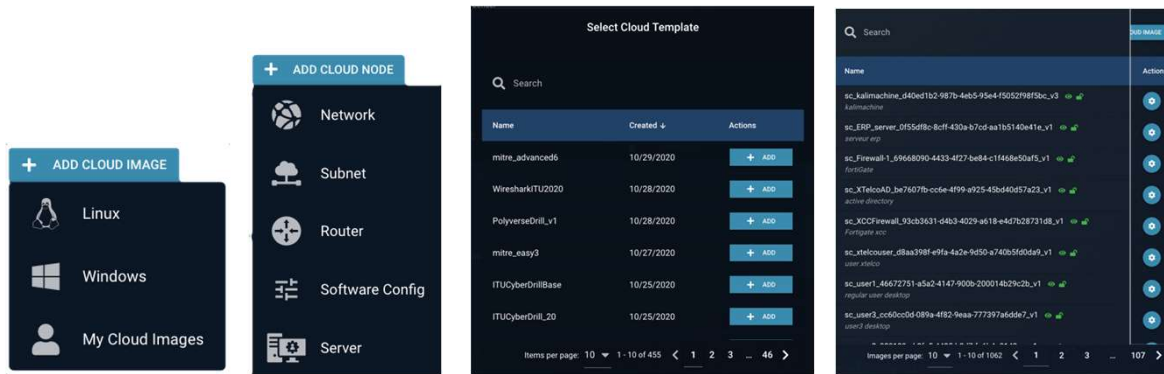 ADD CLOUD IMAGE
Linux
Windows
My Cloud Images
ADD CLOUD NODE
Network
Subnet
Router
Software Config
Server
Select Cloud Template
Search
Name Created ↓ Actions
mitre_advanced6 10/29/2020 + ADD
WiresharkITU2020 10/28/2020 + ADD
PolyverseDrill_v1 10/28/2020 + ADD
mitre_easy3 10/27/2020 + ADD
ITUCyberDrillBase 10/25/2020 + ADD
ITUCyberDrill_20 10/25/2020 + ADD
Items per page: 10 1 - 10 of 455 1 2 3 ... 46
Search
OUD IMAGE
Name Action
sc_kalimachine_d40ed1b2-987b-4eb5-95e4-f5052f98f5bc_v3
kalimachine
sc_ERP_server_0f55df8c-8cff-430a-b7cd-aa1b5140e41e_v1
serveur erp
sc_Firewall-1_69668090-4433-4f27-be84-c1f468e50af5_v1
fortiGate
sc_XTelcoAD_be7607fb-cc6e-4f99-a925-45bd40d57a23_v1
active directory
sc_XCCFirewall_93cb3631-d4b3-4029-a618-e4d7b28731d8_v1
Fortigate xcc
sc_xtelcouser_d8aa398f-e9fa-4a2e-9d50-a740b5fd0da9_v1
user xtelco
sc_user1_46672751-a5a2-4147-900b-200014b29c2b_v1
regular user desktop
sc_user3_cc60cc0d-089a-4f82-9eaa-777397a6dde7_v1
user3 desktop
Images per page: 10 1 - 10 of 1062 1 2 3 ... 107